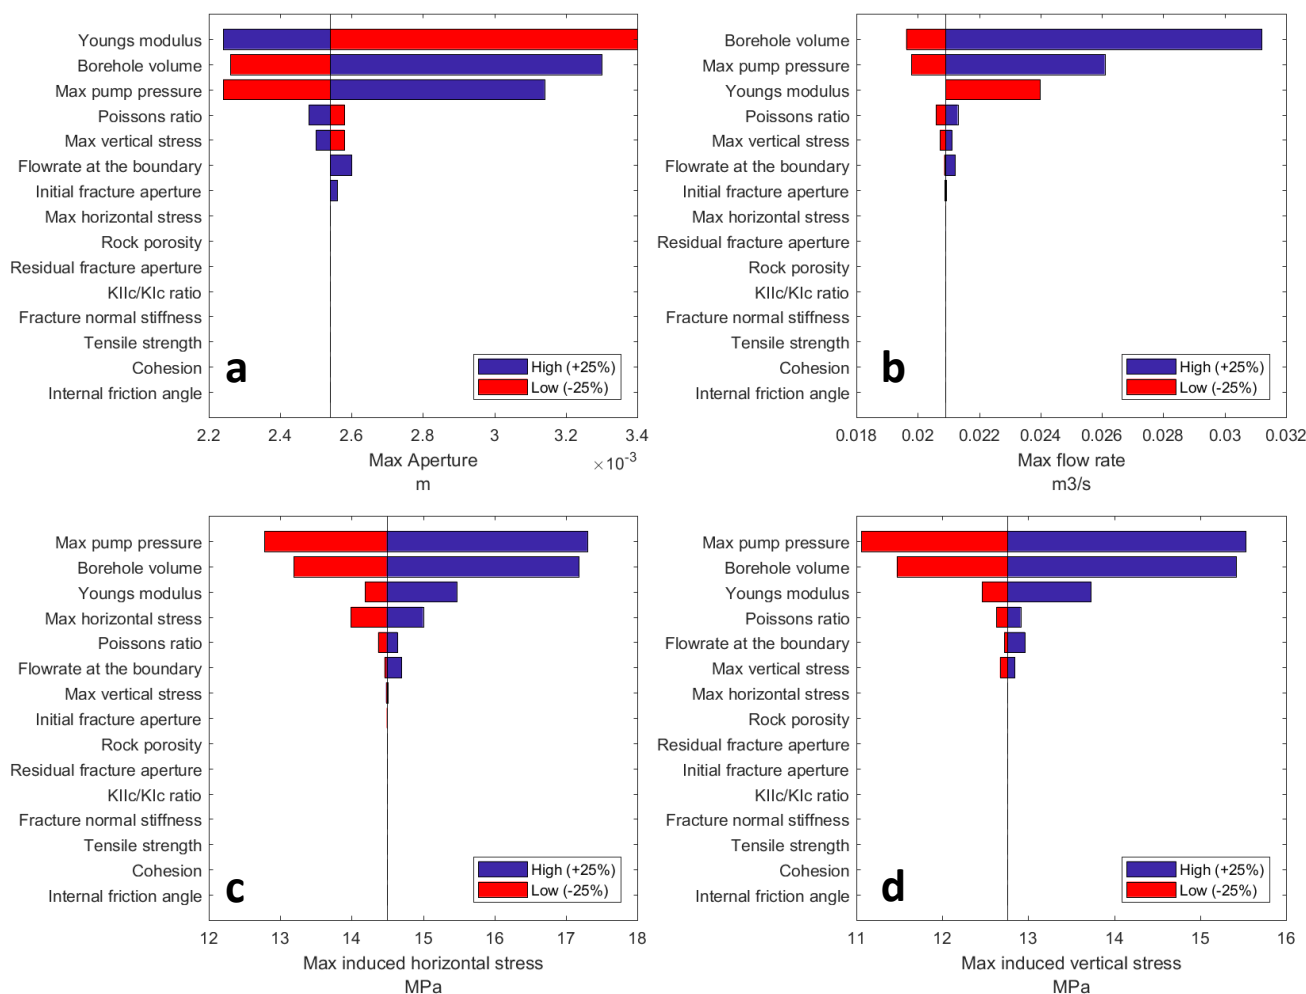 Youngs modulus
Borehole volume
Max pump pressure
Poissons ratio
Max vertical stress
Flowrate at the boundary
Initial fracture aperture
Max horizontal stress
Rock porosity
Residual fracture aperture
KIIc/KIc ratio
Fracture normal stiffness
Tensile strength
Cohesion
Internal friction angle
a
High (+25%)
Low (-25%)
2.2 2.4 2.6 2.8 3 3.2 3.4
Max Aperture
×10-3
m
Borehole volume
Max pump pressure
Youngs modulus
Poissons ratio
Max vertical stress
Flowrate at the boundary
Initial fracture aperture
Max horizontal stress
Residual fracture aperture
Rock porosity
KIIc/KIc ratio
Fracture normal stiffness
Tensile strength
Cohesion
Internal friction angle
b
High (+25%)
Low (-25%)
0.018 0.02 0.022 0.024 0.026 0.028 0.03 0.032
Max flow rate
m3/s
Max pump pressure
Borehole volume
Youngs modulus
Max horizontal stress
Poissons ratio
Flowrate at the boundary
Max vertical stress
Initial fracture aperture
Rock porosity
Residual fracture aperture
KIIc/KIc ratio
Fracture normal stiffness
Tensile strength
Cohesion
Internal friction angle
c
High (+25%)
Low (-25%)
12 13 14 15 16 17 18
Max induced horizontal stress
MPa
Max pump pressure
Borehole volume
Youngs modulus
Poissons ratio
Flowrate at the boundary
Max vertical stress
Max horizontal stress
Rock porosity
Residual fracture aperture
Initial fracture aperture
KIIc/KIc ratio
Fracture normal stiffness
Tensile strength
Cohesion
Internal friction angle
d
High (+25%)
Low (-25%)
11 12 13 14 15 16
Max induced vertical stress
MPa